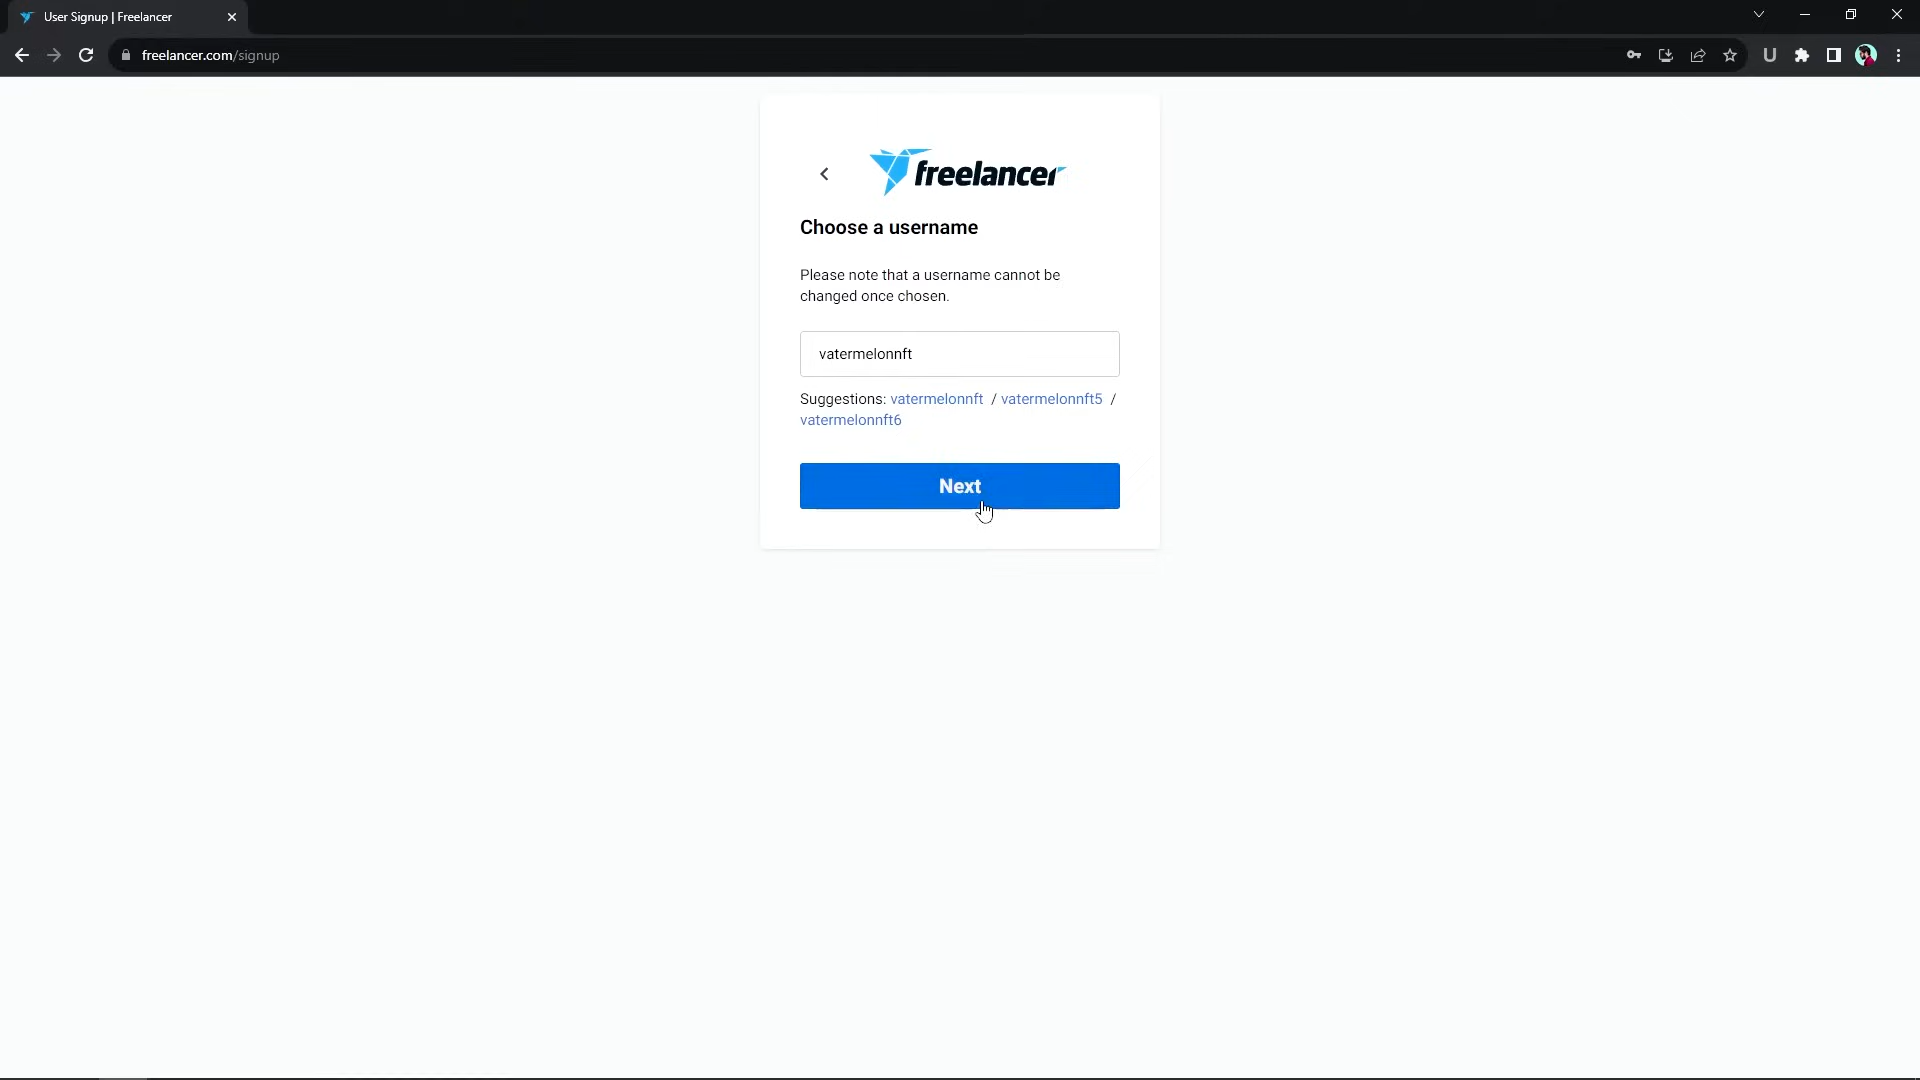 User Signup | Freelancer
freelancer.com/signup
freelancer
Choose a username
Please note that a username cannot be
changed once chosen.
vatermelonnft
Suggestions: vatermelonnft / vatermelonnft5 /
vatermelonnft6
Next